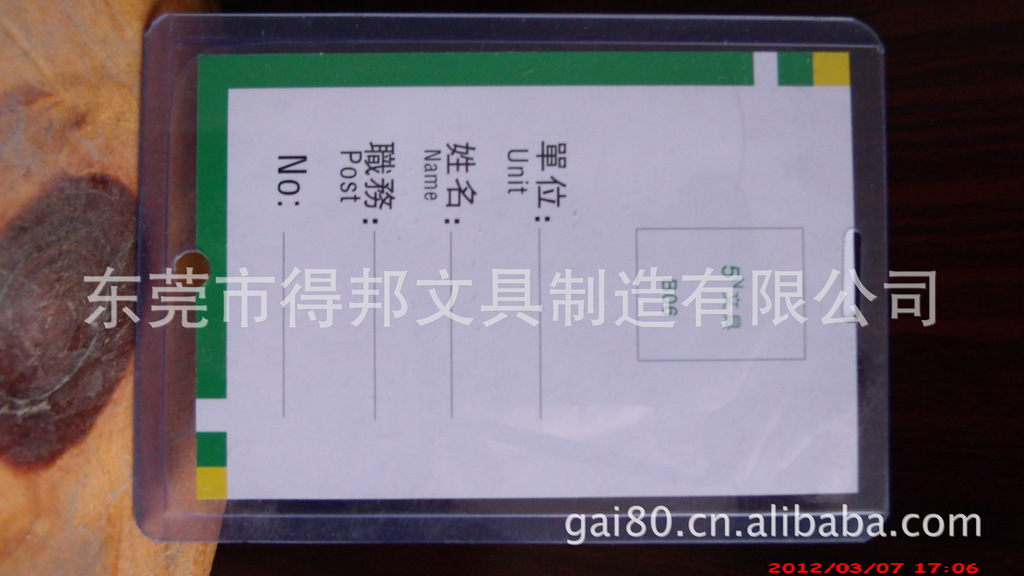 單位：
Unit
姓名：
Name
職務：
Post
No：
东莞市得邦文具制造有限公司
gai80.cn.alibaba.com
2012/03/07 17:06